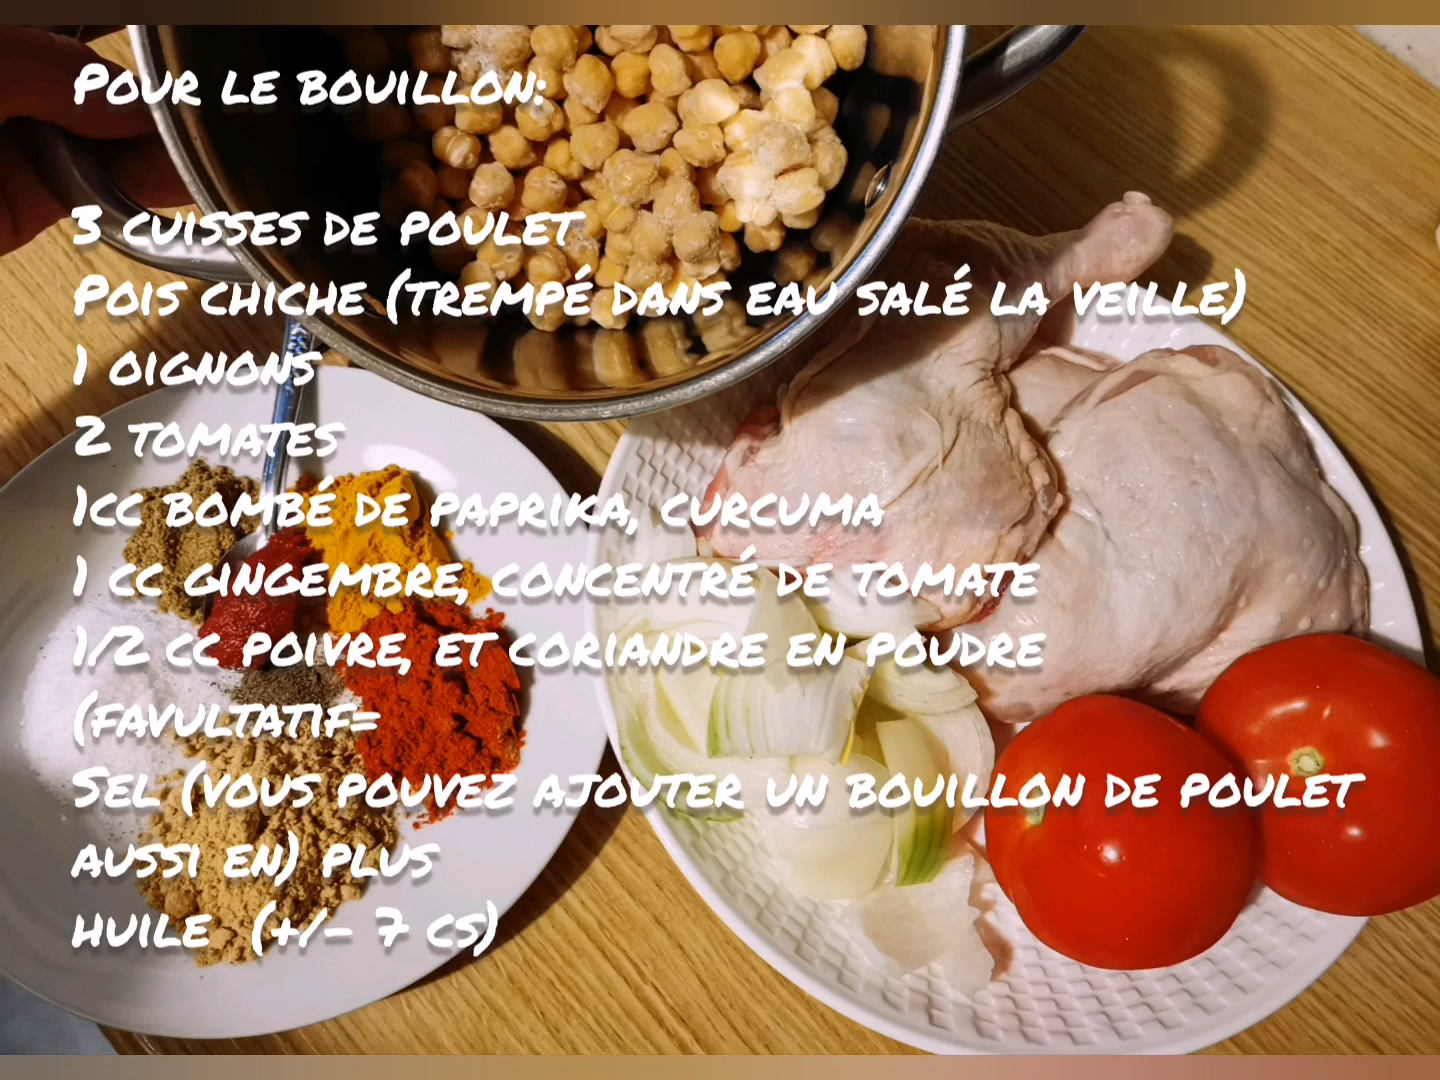 Pour le bouillon:
3 cuisses de poulet
Pois chiche (trempé dans eau salé la veille)
1 oignons
2 tomates
1cc bombé de paprika, curcuma
1 cc gingembre, concentré de tomate
1/2 cc poivre, et coriandre en poudre
(favultatif=
Sel (vous pouvez ajouter un bouillon de poulet
aussi en) plus
huile (+/- 7 cs)